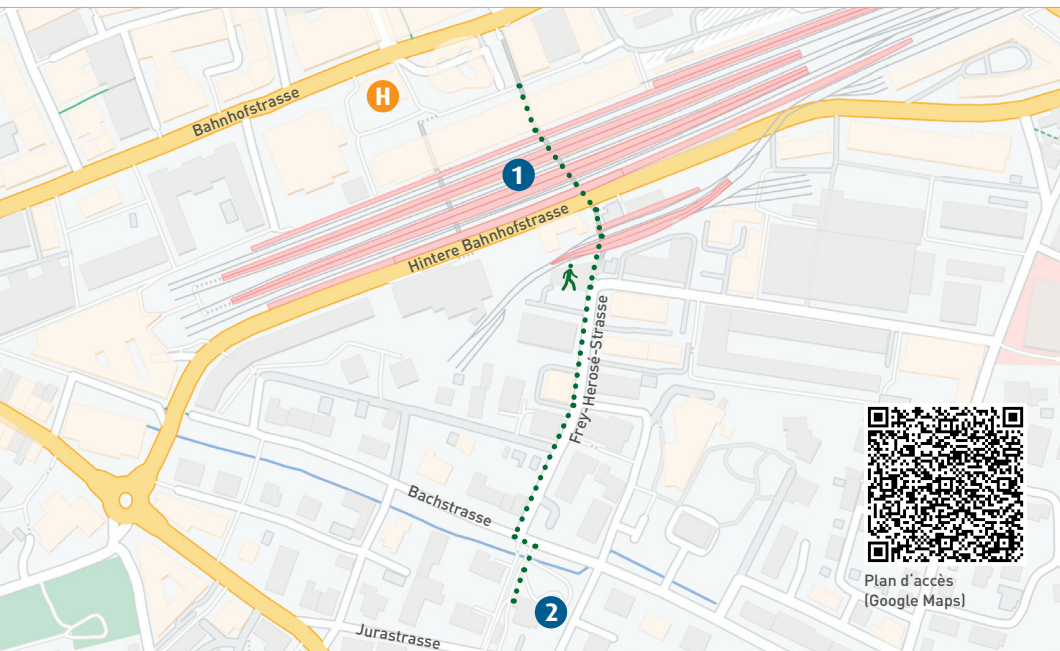 Bahnhofstrasse
H
1
Hintere Bahnhofstrasse
Frey-Herosé-Strasse
Bachstrasse
Plan d'accès
(Google Maps)
2
Jurastrasse